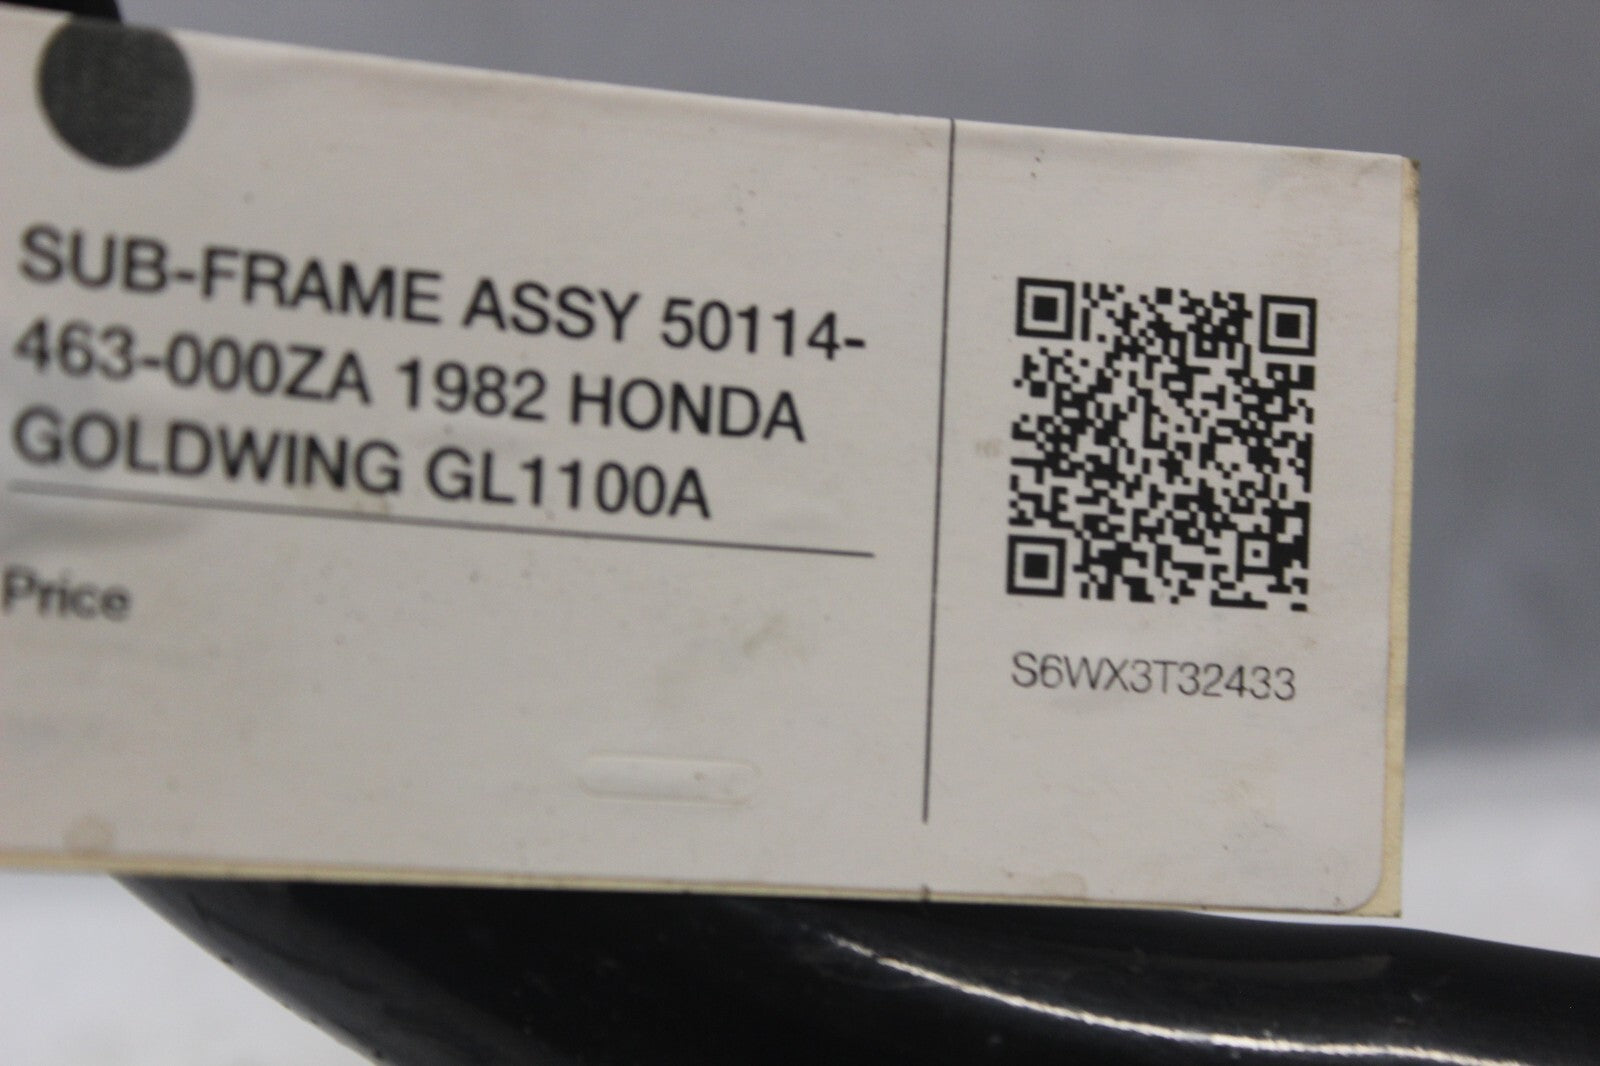 SUB-FRAME ASSY 50114-
463-000ZA 1982 HONDA
GOLDWING GL1100A
Price
S6WX3T32433